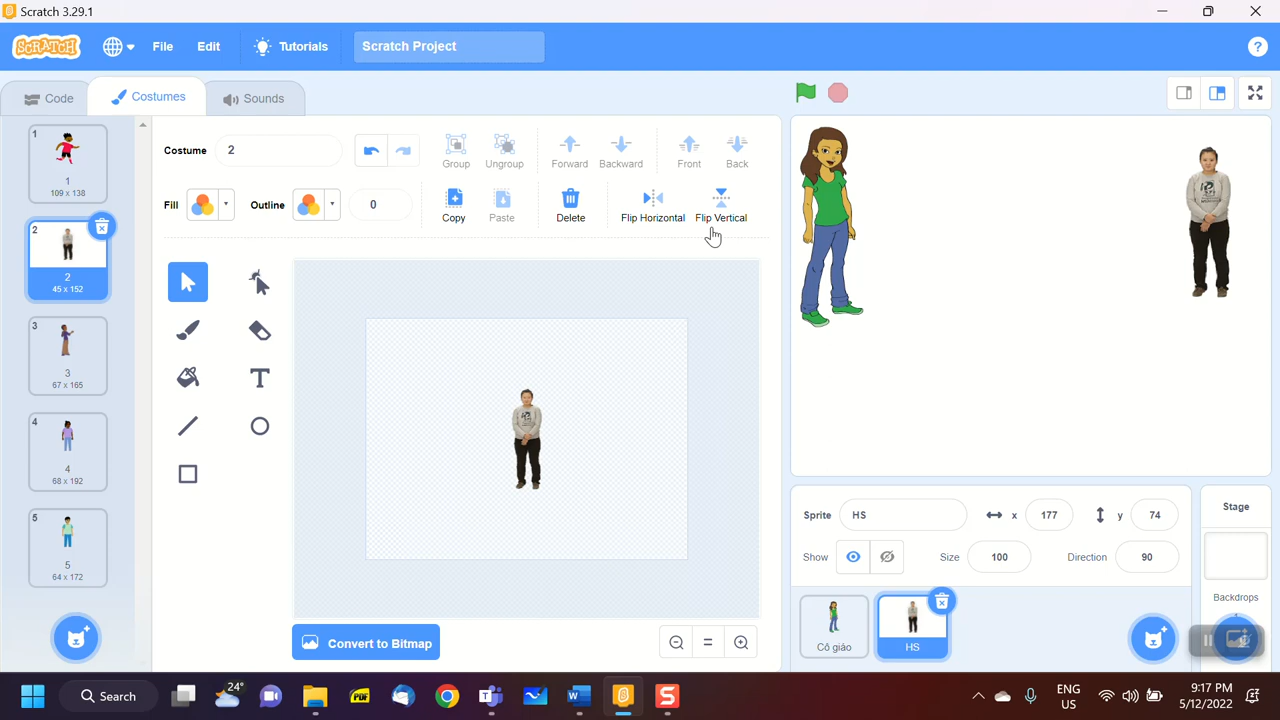 Scratch 3.29.1
SCRATCH File Edit Tutorials Scratch Project ?
Code Costumes Sounds
Costume 2 Group Ungroup Forward Backward Front Back
Fill Outline 0 Copy Paste Delete Flip Horizontal Flip Vertical
1
1
109 x 138
2
2
45 x 152
3
3
67 x 165
4
4
68 x 192
5
5
64 x 172
Convert to Bitmap
Sprite HS x 177 y 74
Show Size 100 Direction 90
Cô giáo HS
Stage
Backdrops
Search 24° PDF W S ENG US 9:17 PM 5/12/2022